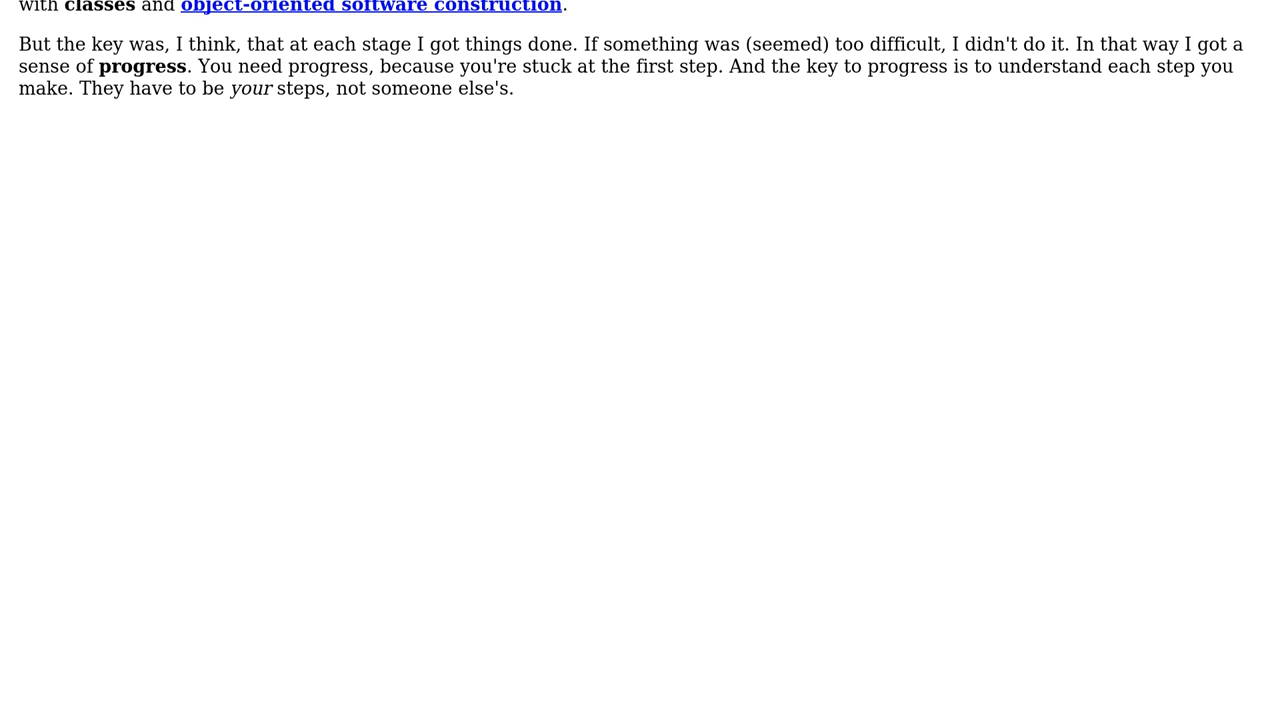 with classes and object-oriented software construction.
But the key was, I think, that at each stage I got things done. If something was (seemed) too difficult, I didn't do it. In that way I got a
sense of progress. You need progress, because you're stuck at the first step. And the key to progress is to understand each step you
make. They have to be your steps, not someone else's.